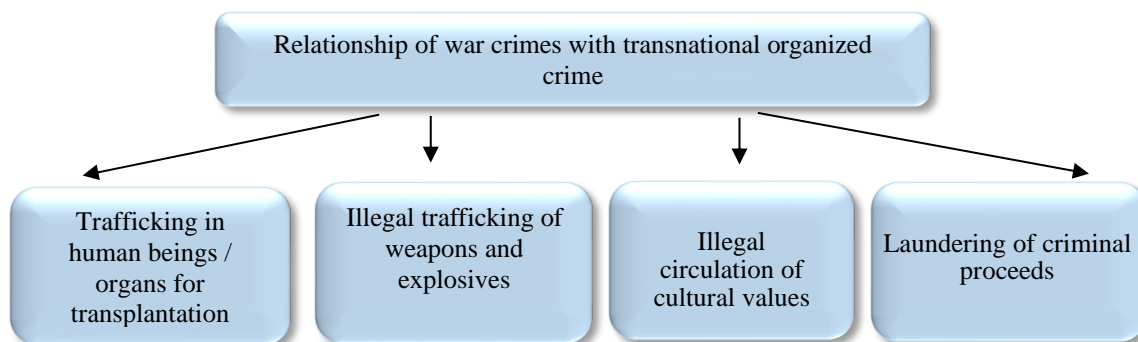 Relationship of war crimes with transnational organized
crime
Trafficking in
human beings /
organs for
transplantation
Illegal trafficking of
weapons and
explosives
Illegal
circulation of
cultural values
Laundering of criminal
proceeds